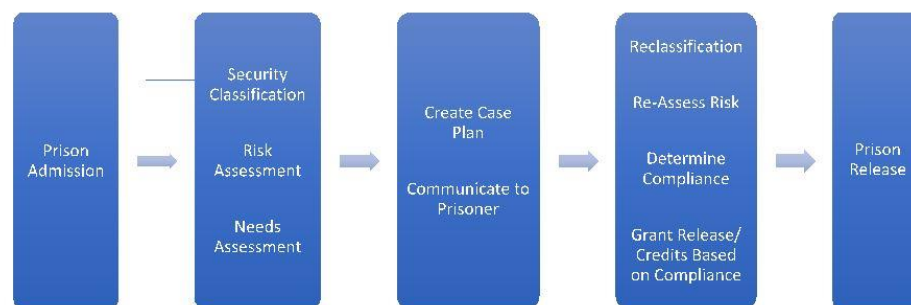 Prison
Admission
Security
Classification
Risk
Assessment
Needs
Assessment
Create Case
Plan
Communicate to
Prisoner
Reclassification
Re-Assess Risk
Determine
Compliance
Grant Release/
Credits Based
on Compliance
Prison
Release